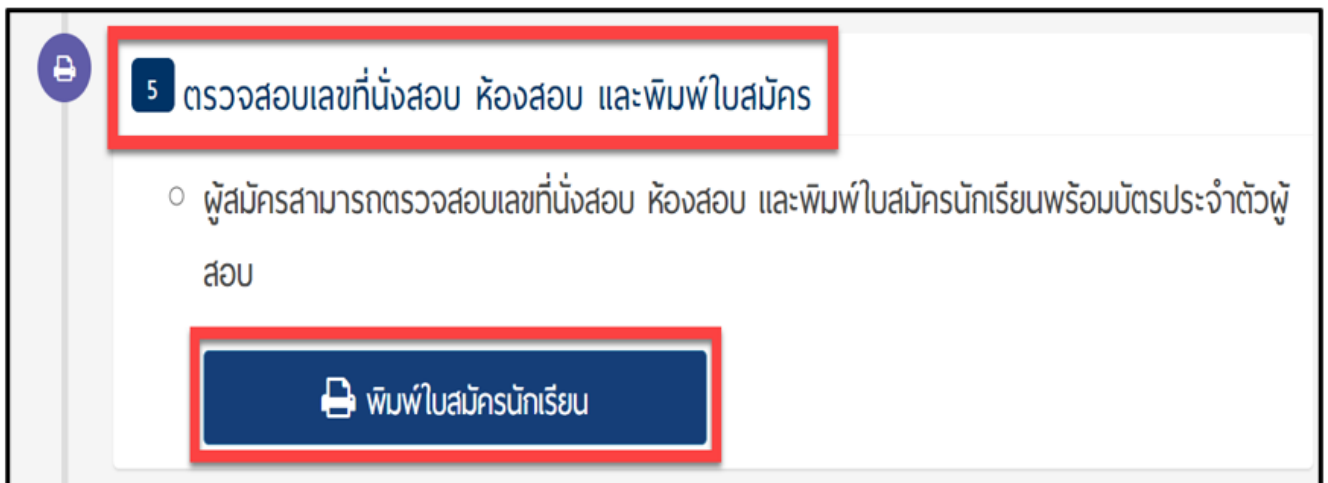 5 ตรวจสอบเลขที่นั่งสอบ ห้องสอบ และพิมพ์ใบสมัคร
ผู้สมัครสามารถตรวจสอบเลขที่นั่งสอบ ห้องสอบ และพิมพ์ใบสมัครนักเรียนพร้อมบัตรประจำตัวผู้
สอบ
พิมพ์ใบสมัครนักเรียน